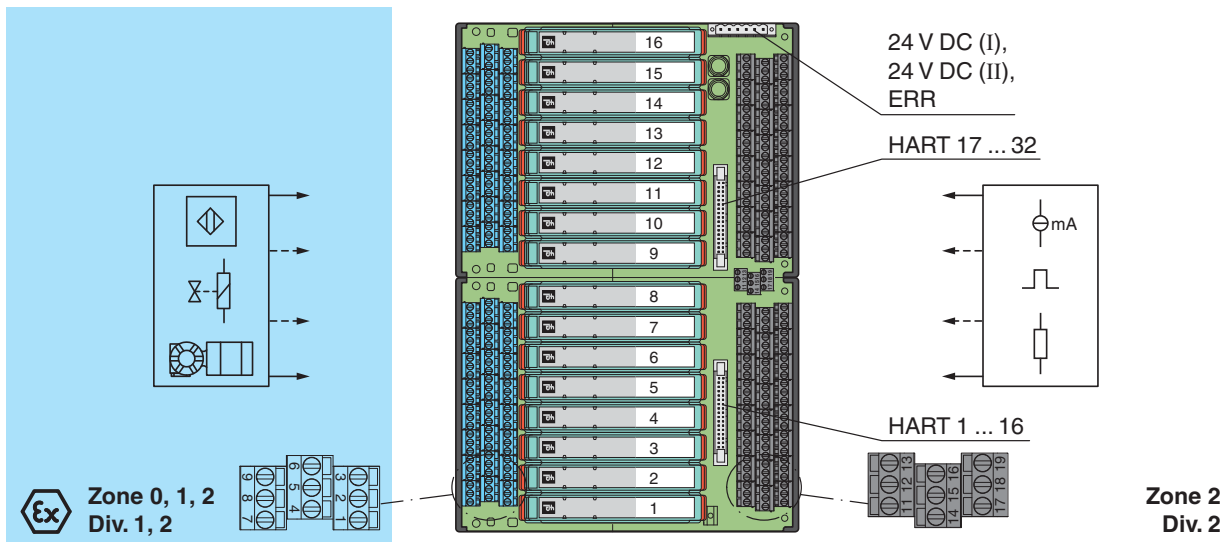 16
15
14
13
12
11
10
9
8
7
6
5
4
3
2
1
24 V DC (I),
24 V DC (II),
ERR
HART 17 ... 32
mA
HART 1 ... 16
Ex
Zone 0, 1, 2
Div. 1, 2
7 8 9
4 5 6
1 2 3
11 12 13
14 15 16
17 18 19
Zone 2
Div. 2